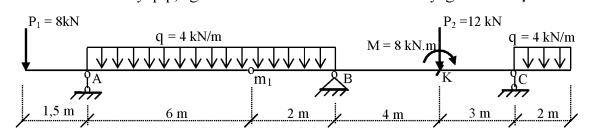 P₁ = 8kN
q = 4 kN/m
M = 8 kN.m
P₂ =12 kN
q = 4 kN/m
A
m₁
B
K
C
1,5 m
6 m
2 m
4 m
3 m
2 m